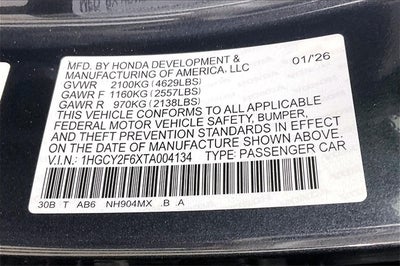 MFD. BY HONDA DEVELOPMENT &
MANUFACTURING OF AMERICA, LLC 01/'26
GVWR 2100KG (4629LBS)
GAWR F 1160KG (2557LBS)
GAWR R 970KG (2138LBS)
THIS VEHICLE CONFORMS TO ALL APPLICABLE
FEDERAL MOTOR VEHICLE SAFETY, BUMPER,
AND THEFT PREVENTION STANDARDS IN EFFECT
ON THE DATE OF MANUFACTURE SHOWN ABOVE.
V.I.N.: 1HGCY2F6XTA004134 TYPE: PASSENGER CAR
30B T AB6 NH904MX .B .A